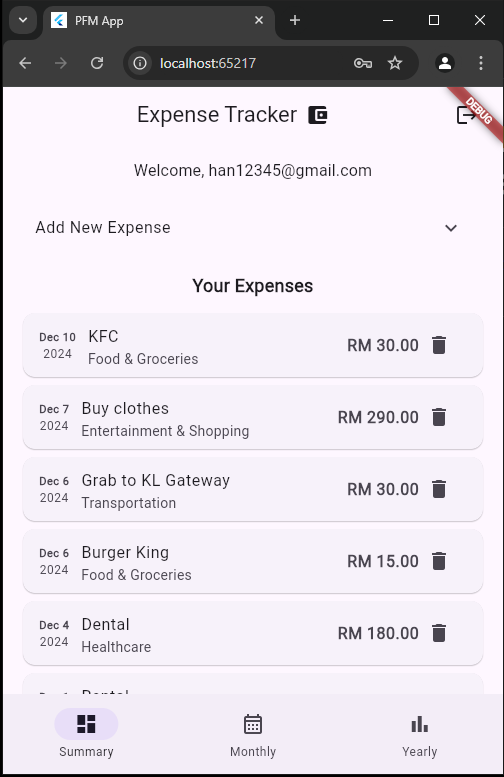 PFM App
localhost:65217
DEBUG
Expense Tracker
Welcome, han12345@gmail.com
Add New Expense
Your Expenses
Dec 10
2024
KFC
Food & Groceries
RM 30.00
Dec 7
2024
Buy clothes
Entertainment & Shopping
RM 290.00
Dec 6
2024
Grab to KL Gateway
Transportation
RM 30.00
Dec 6
2024
Burger King
Food & Groceries
RM 15.00
Dec 4
2024
Dental
Healthcare
RM 180.00
Summary
Monthly
Yearly